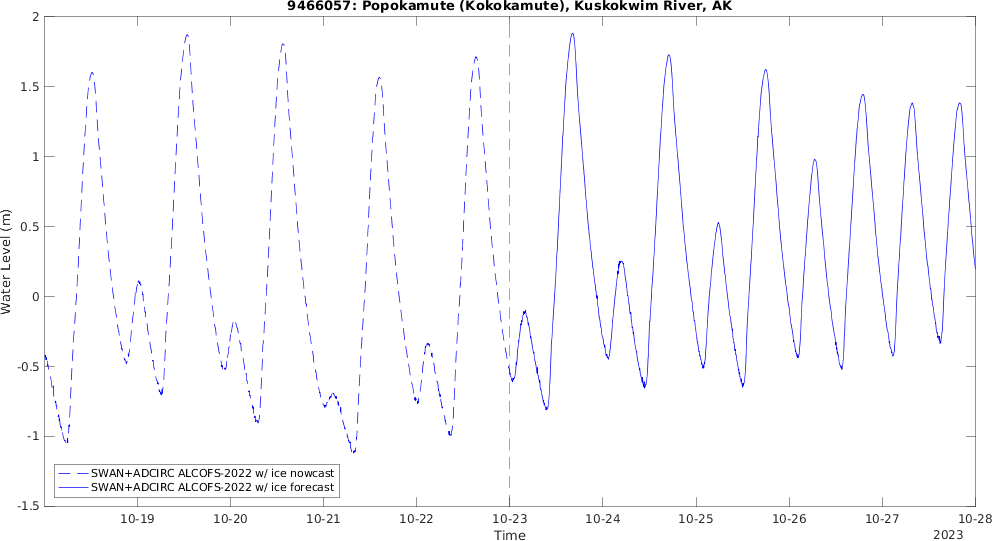 9466057: Popokamute (Kokokamute), Kuskokwim River, AK
Water Level (m)
2
1.5
1
0.5
0
-0.5
-1
-1.5
SWAN+ADCIRC ALCOFS-2022 w/ ice nowcast
SWAN+ADCIRC ALCOFS-2022 w/ ice forecast
10-19 10-20 10-21 10-22 10-23 10-24 10-25 10-26 10-27 10-28
Time
2023